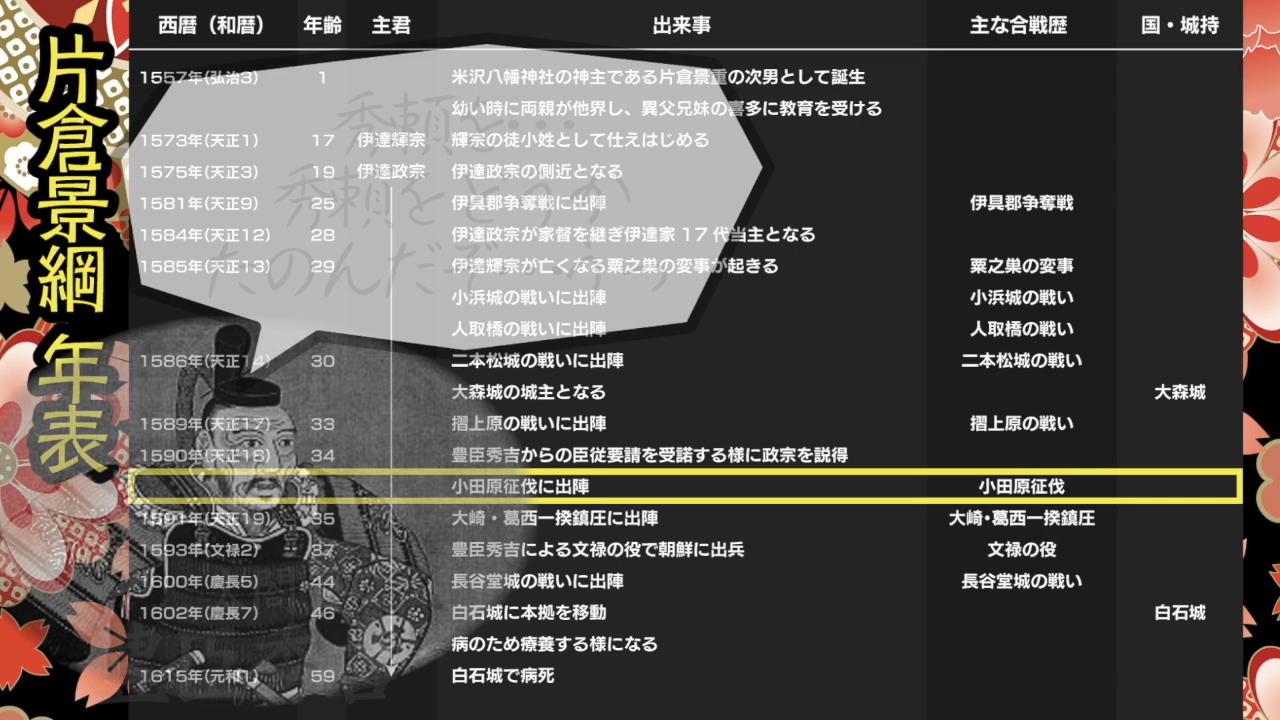 片倉景綱 年表
西暦（和暦） 年齢 主君 出来事 主な合戦歴 国・城持
1557年(弘治3) 1 米沢八幡神社の神主である片倉景重の次男として誕生
幼い時に両親が他界し、異父兄妹の喜多に教育を受ける
1573年(天正1) 17 伊達輝宗 輝宗の徒小姓として仕えはじめる
1575年(天正3) 19 伊達政宗 伊達政宗の側近となる
1581年(天正9) 25 伊具郡争奪戦に出陣 伊具郡争奪戦
1584年(天正12) 28 伊達政宗が家督を継ぎ伊達家 17 代当主となる
1585年(天正13) 29 伊達輝宗が亡くなる粟之巣の変事が起きる 粟之巣の変事
小浜城の戦いに出陣 小浜城の戦い
人取橋の戦いに出陣 人取橋の戦い
1586年(天正14) 30 二本松城の戦いに出陣 二本松城の戦い
大森城の城主となる 大森城
1589年(天正17) 33 摺上原の戦いに出陣 摺上原の戦い
1590年(天正18) 34 豊臣秀吉からの臣従要請を受諾する様に政宗を説得
小田原征伐に出陣 小田原征伐
1591年(天正19) 35 大崎・葛西一揆鎮圧に出陣 大崎・葛西一揆鎮圧
1593年(文禄2) 37 豊臣秀吉による文禄の役で朝鮮に出兵 文禄の役
1600年(慶長5) 44 長谷堂城の戦いに出陣 長谷堂城の戦い
1602年(慶長7) 46 白石城に本拠を移動 白石城
病のため療養する様になる
1615年(元和1) 59 白石城で病死
秀頼を…
秀頼をどうか
たのんだぞ